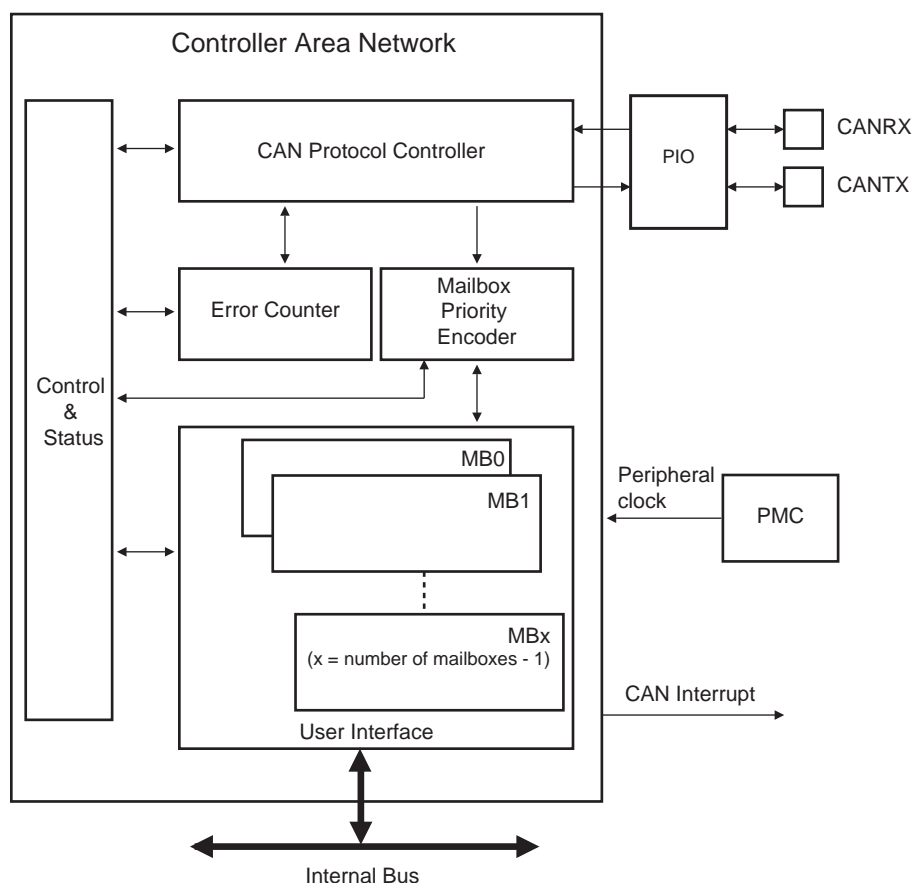 Controller Area Network
CAN Protocol Controller
PIO
CANRX
CANTX
Error Counter
Mailbox
Priority
Encoder
Control
&
Status
MB0
MB1
Peripheral
clock
PMC
MBx
(x = number of mailboxes - 1)
CAN Interrupt
User Interface
Internal Bus